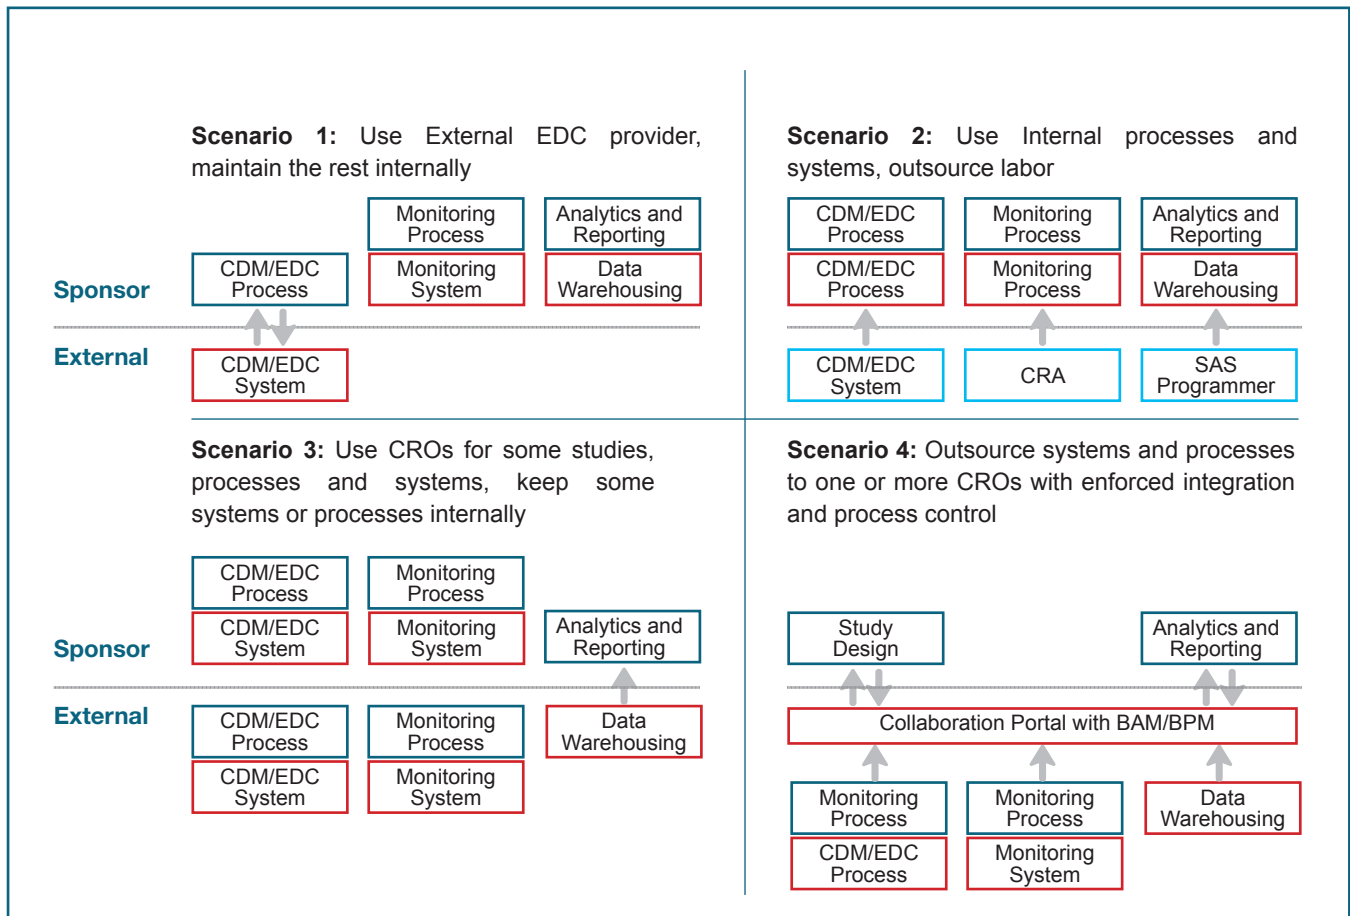 Scenario 1: Use External EDC provider,
maintain the rest internally
Monitoring
Process
Analytics and
Reporting
CDM/EDC
Process
Monitoring
System
Data
Warehousing
Sponsor
External
CDM/EDC
System
Scenario 2: Use Internal processes and
systems, outsource labor
CDM/EDC
Process
Monitoring
Process
Analytics and
Reporting
CDM/EDC
Process
Monitoring
Process
Data
Warehousing
CDM/EDC
System
CRA
SAS
Programmer
Scenario 3: Use CROs for some studies,
processes and systems, keep some
systems or processes internally
CDM/EDC
Process
Monitoring
Process
CDM/EDC
System
Monitoring
System
Analytics and
Reporting
Sponsor
External
CDM/EDC
Process
Monitoring
Process
Data
Warehousing
CDM/EDC
System
Monitoring
System
Scenario 4: Outsource systems and processes
to one or more CROs with enforced integration
and process control
Study
Design
Analytics and
Reporting
Collaboration Portal with BAM/BPM
Monitoring
Process
Monitoring
Process
Data
Warehousing
CDM/EDC
Process
Monitoring
System